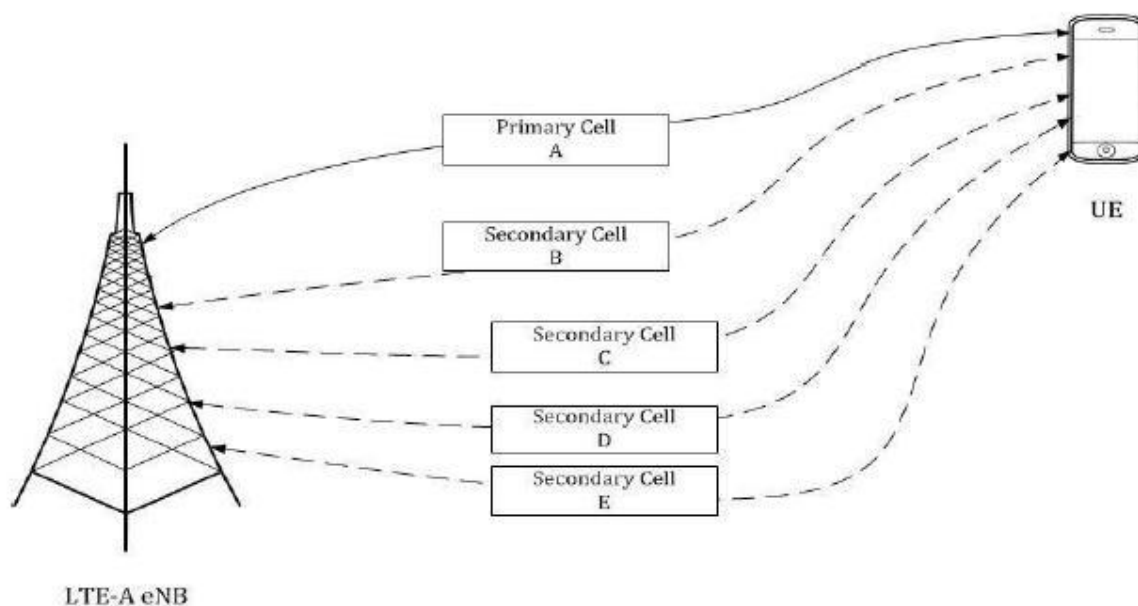 Primary Cell
A
Secondary Cell
B
UE
Secondary Cell
C
Secondary Cell
D
Secondary Cell
E
LTE-A eNB